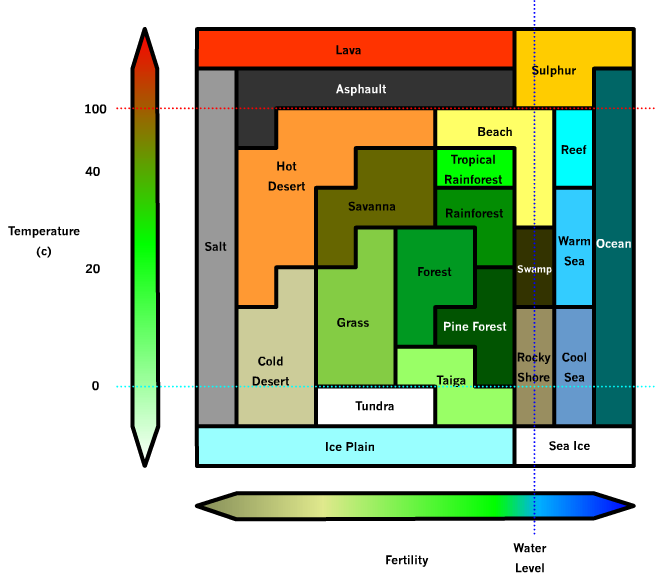 Lava
Sulphur
Asphault
100
Beach
Reef
Hot
Desert
Tropical
Rainforest
40
Savanna
Rainforest
Temperature
(c)
Salt
Warm
Sea
Ocean
20
Forest
Swamp
Grass
Pine Forest
Cold
Desert
Rocky
Shore
Cool
Sea
0
Taiga
Tundra
Ice Plain
Sea Ice
Fertility
Water
Level